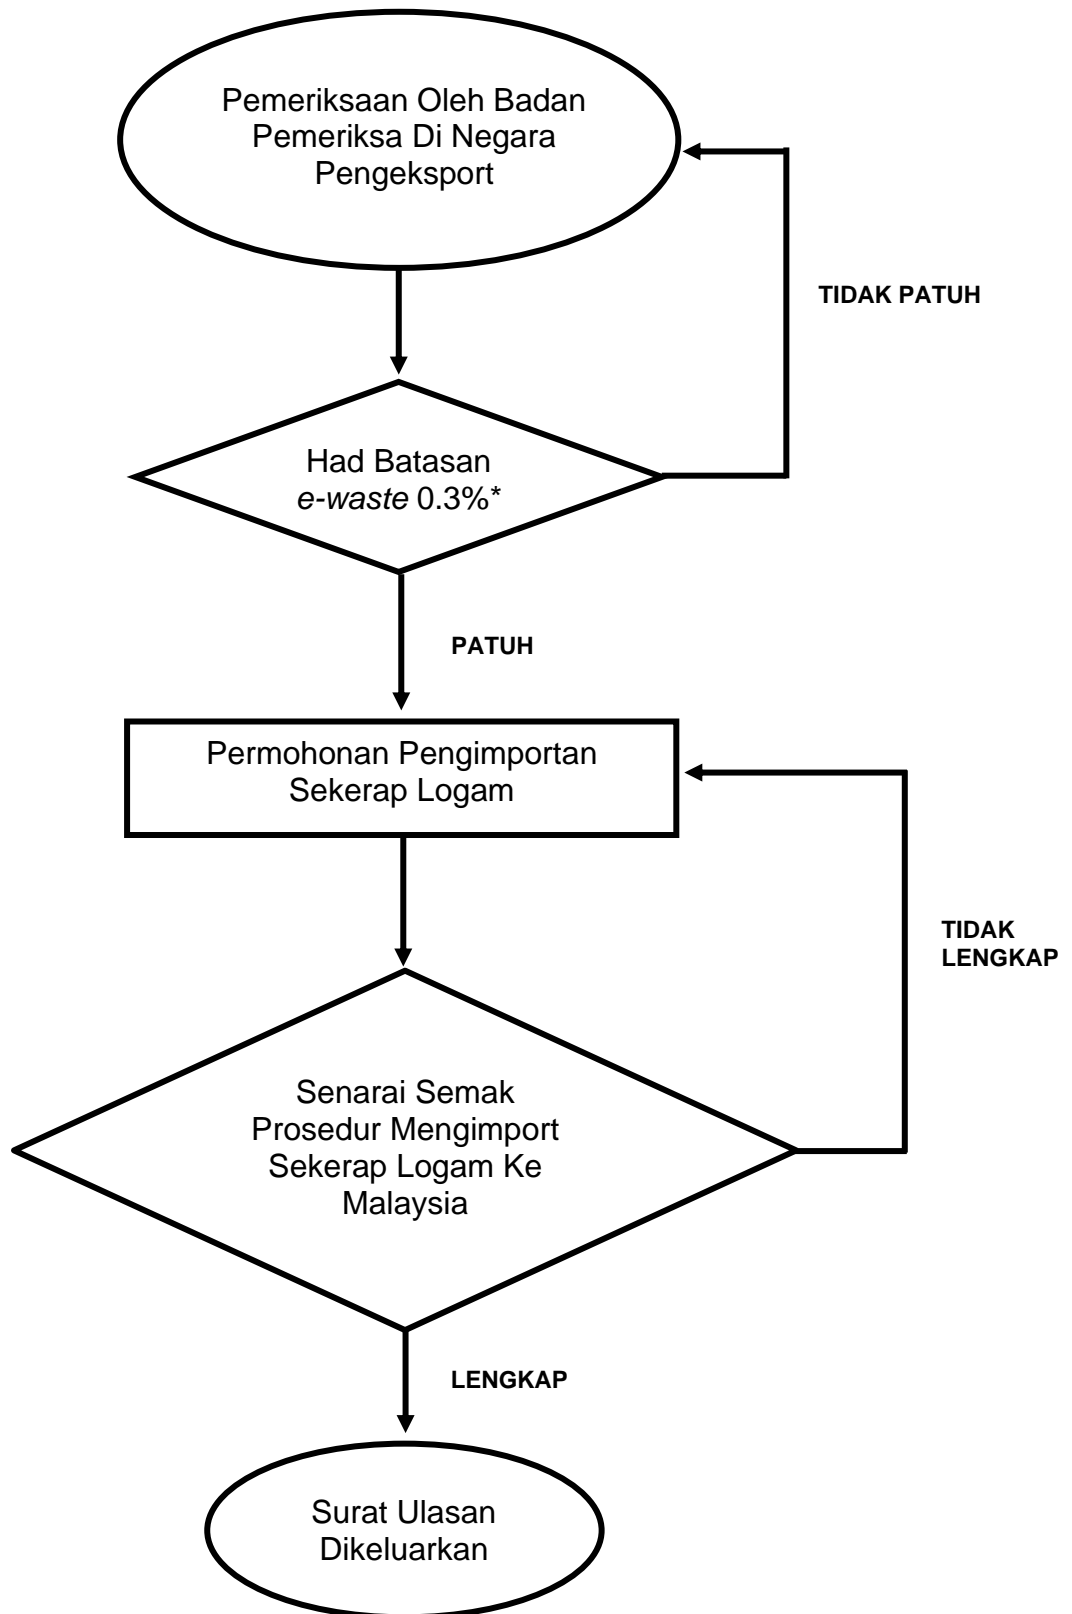 Pemeriksaan Oleh Badan
Pemeriksa Di Negara
Pengeksport
TIDAK PATUH
Had Batasan
e-waste 0.3%*
PATUH
Permohonan Pengimportan
Sekerap Logam
TIDAK
LENGKAP
Senarai Semak
Prosedur Mengimport
Sekerap Logam Ke
Malaysia
LENGKAP
Surat Ulasan
Dikeluarkan